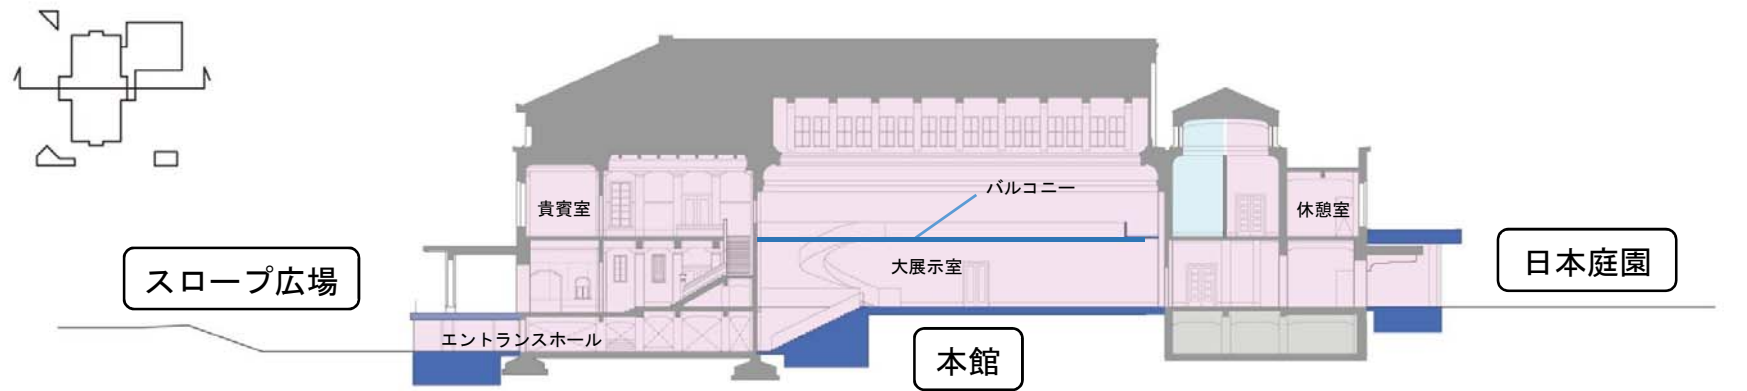 バルコニー
貴賓室
休憩室
スロープ広場
大展示室
日本庭園
エントランスホール
本館